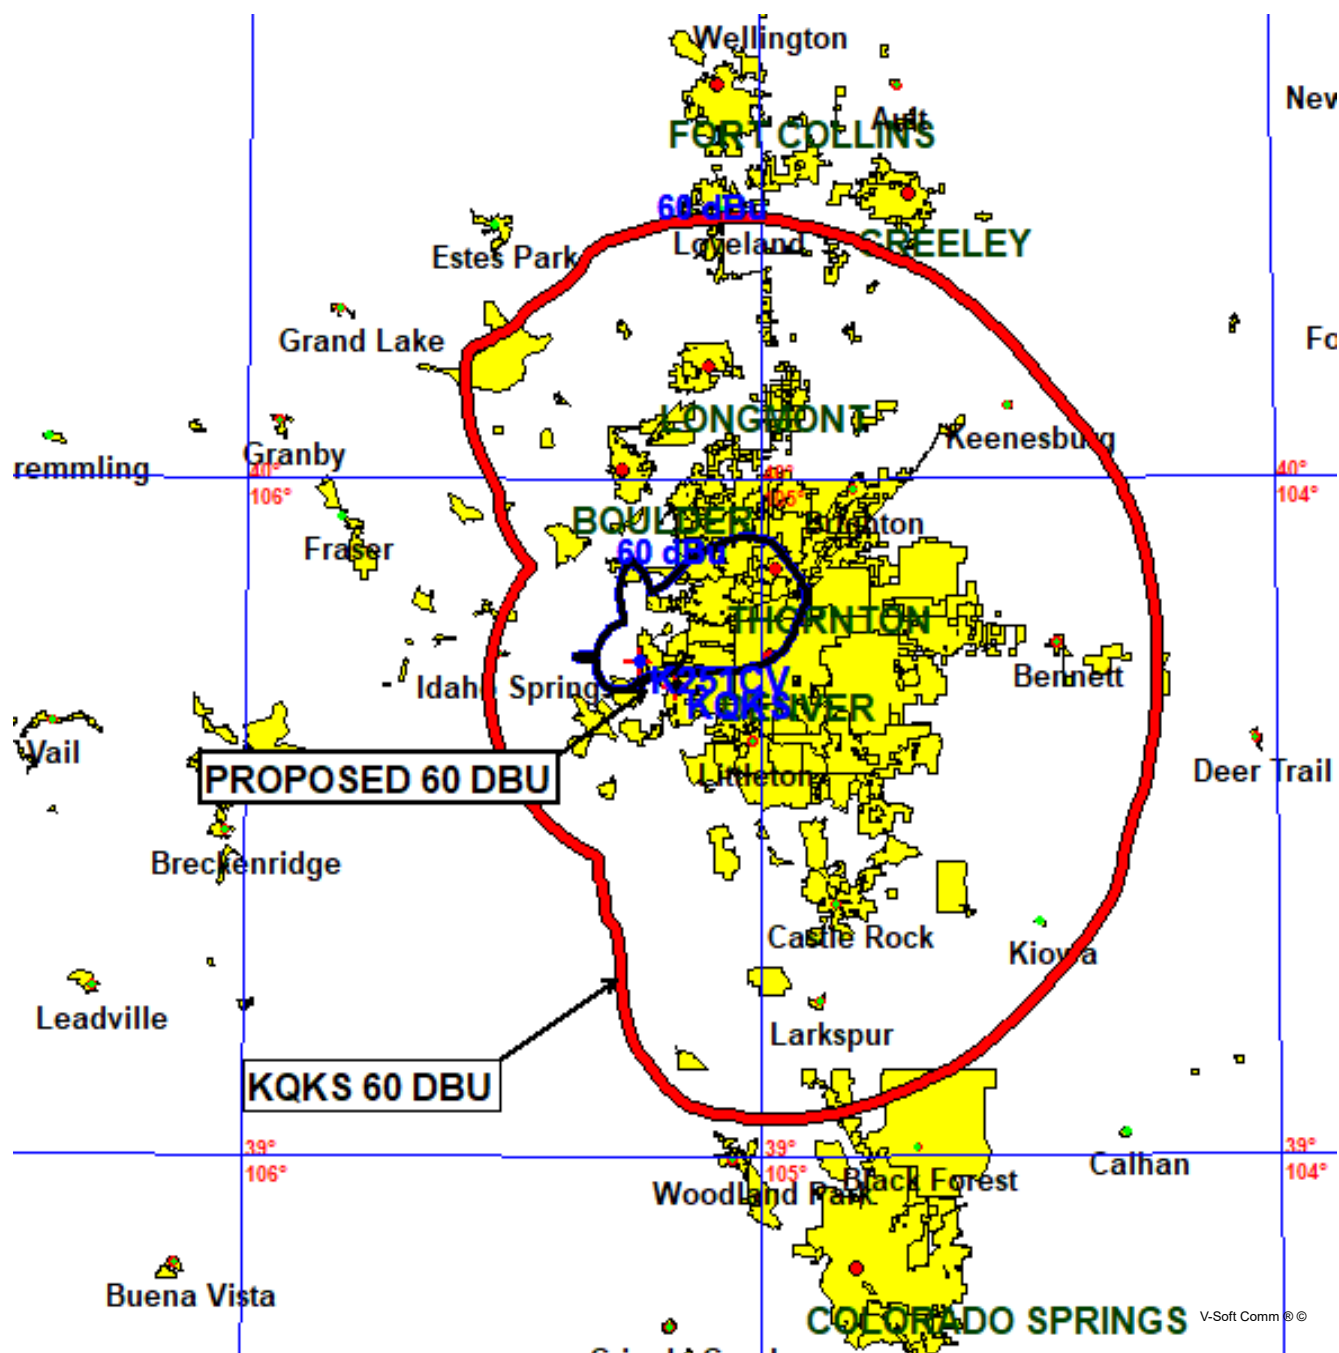 Wellington
Ault
New
FORT COLLINS
60 dBu
Loveland
GREELEY
Estes Park
Grand Lake
Fo
LONGMONT
Keenesburg
Granby
remmling
40°
106°
40°
105°
40°
104°
BOULDER
Brighton
Fraser
60 dBu
THORNTON
Bennett
Idaho Springs
K251CV
KQKS
DENVER
Vail
Littleton
Deer Trail
PROPOSED 60 DBU
Breckenridge
Castle Rock
Kiowa
Leadville
Larkspur
KQKS 60 DBU
39°
106°
39°
105°
39°
104°
Calhan
Woodland Park
Black Forest
Buena Vista
COLORADO SPRINGS
V-Soft Comm ® ©